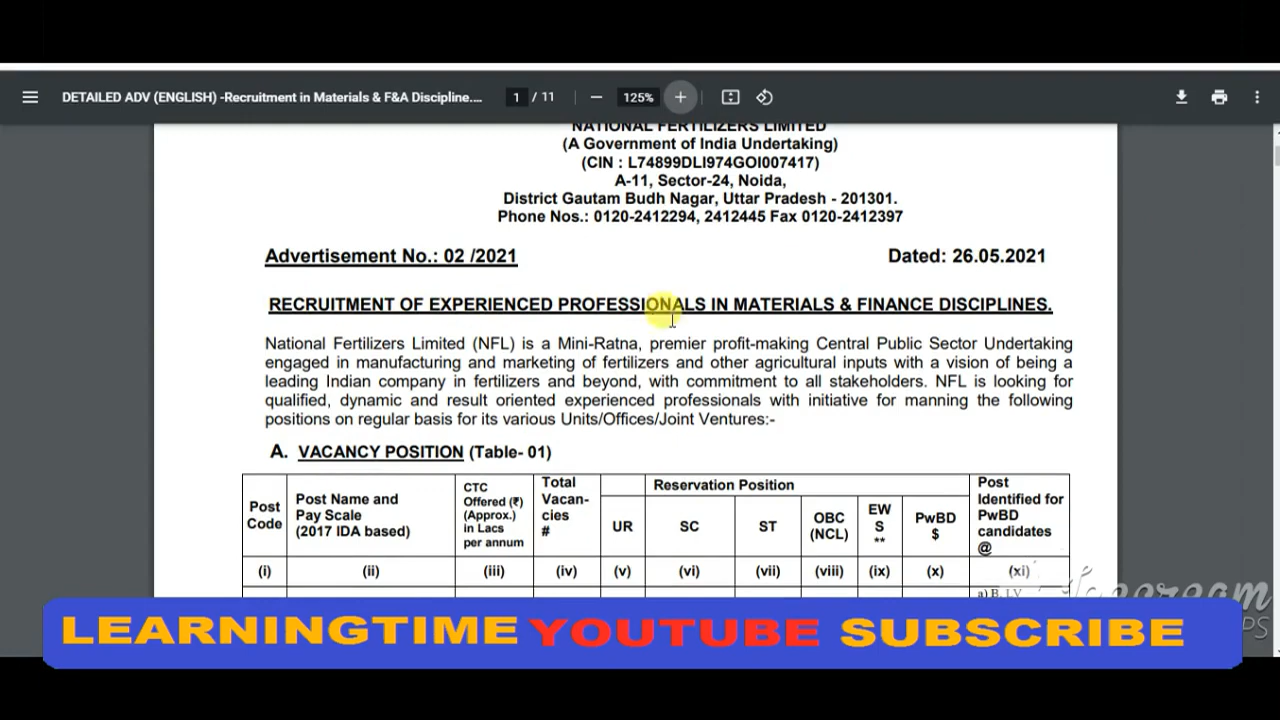 DETAILED ADV (ENGLISH) -Recruitment in Materials & F&A Discipline....
1 / 11
125%
NATIONAL FERTILIZERS LIMITED
(A Government of India Undertaking)
(CIN : L74899DLI974GOI007417)
A-11, Sector-24, Noida,
District Gautam Budh Nagar, Uttar Pradesh - 201301.
Phone Nos.: 0120-2412294, 2412445 Fax 0120-2412397
Advertisement No.: 02 /2021 Dated: 26.05.2021
RECRUITMENT OF EXPERIENCED PROFESSIONALS IN MATERIALS & FINANCE DISCIPLINES.
National Fertilizers Limited (NFL) is a Mini-Ratna, premier profit-making Central Public Sector Undertaking
engaged in manufacturing and marketing of fertilizers and other agricultural inputs with a vision of being a
leading Indian company in fertilizers and beyond, with commitment to all stakeholders. NFL is looking for
qualified, dynamic and result oriented experienced professionals with initiative for manning the following
positions on regular basis for its various Units/Offices/Joint Ventures:-
A. VACANCY POSITION (Table- 01)
Post
Code
Post Name and
Pay Scale
(2017 IDA based)
CTC
Offered (₹)
(Approx.)
in Lacs
per annum
Total
Vacan-
cies
#
Reservation Position
UR
SC
ST
OBC
(NCL)
EW
S
**
PwBD
$
Post
Identified for
PwBD
candidates
@
(i) (ii) (iii) (iv) (v) (vi) (vii) (viii) (ix) (x) (xi)
LEARNINGTIME YOUTUBE SUBSCRIBE